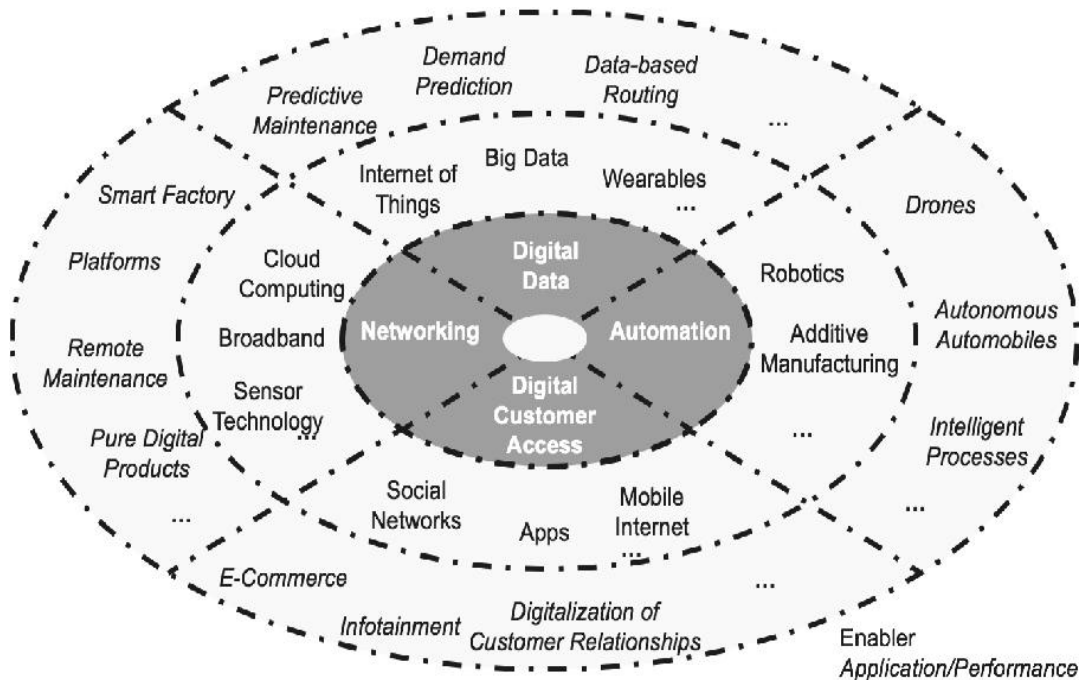 Demand
Prediction
Data-based
Routing
Predictive
Maintenance
...
Internet of
Things
Big Data
Wearables
...
Smart Factory
Platforms
Remote
Maintenance
Pure Digital
Products
...
Cloud
Computing
Broadband
Sensor
Technology
...
Digital
Data
Networking
Automation
Digital
Customer
Access
Robotics
Additive
Manufacturing
...
Drones
Autonomous
Automobiles
Intelligent
Processes
...
Social
Networks
Apps
Mobile
Internet
...
E-Commerce
Infotainment
Digitalization of
Customer Relationships
...
Enabler
Application/Performance